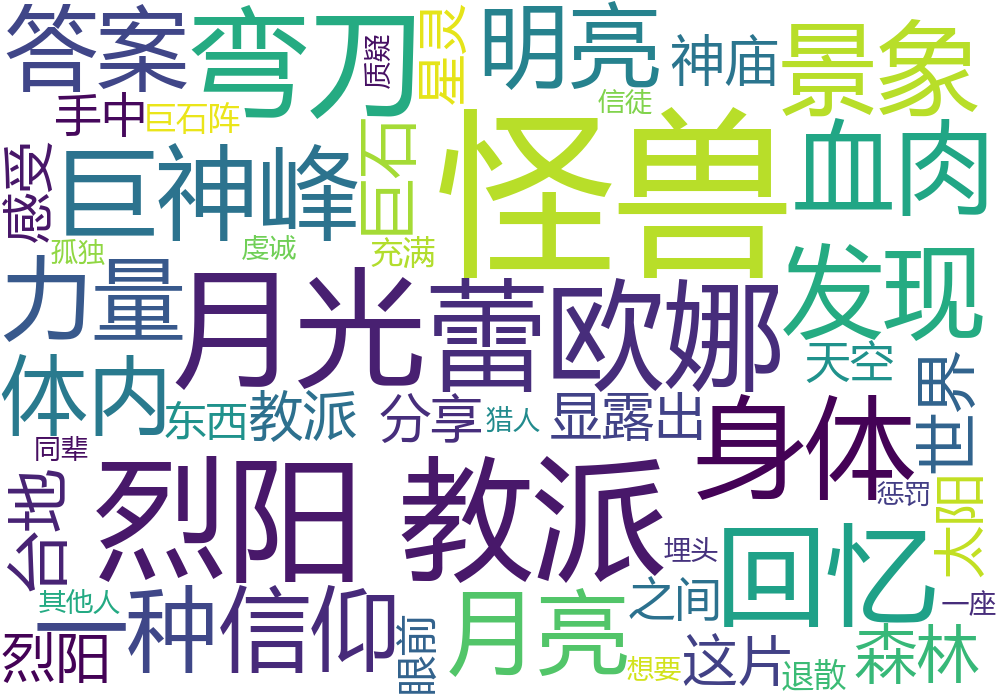 答案
弯刀
质疑
星灵
明亮
神庙
景象
手中
巨石阵
信徒
怪兽
血肉
感受
巨神峰
巨石
孤独
虔诚
充满
力量
月光
蕾欧娜
发现
体内
天空
世界
东西
教派
分享
猎人
显露出
身体
同辈
台地
烈阳 教派
惩罚
太阳
埋头
回忆
其他人
一种
信仰
眼前
月亮
之间
一座
烈阳
想要
这片
退散
森林